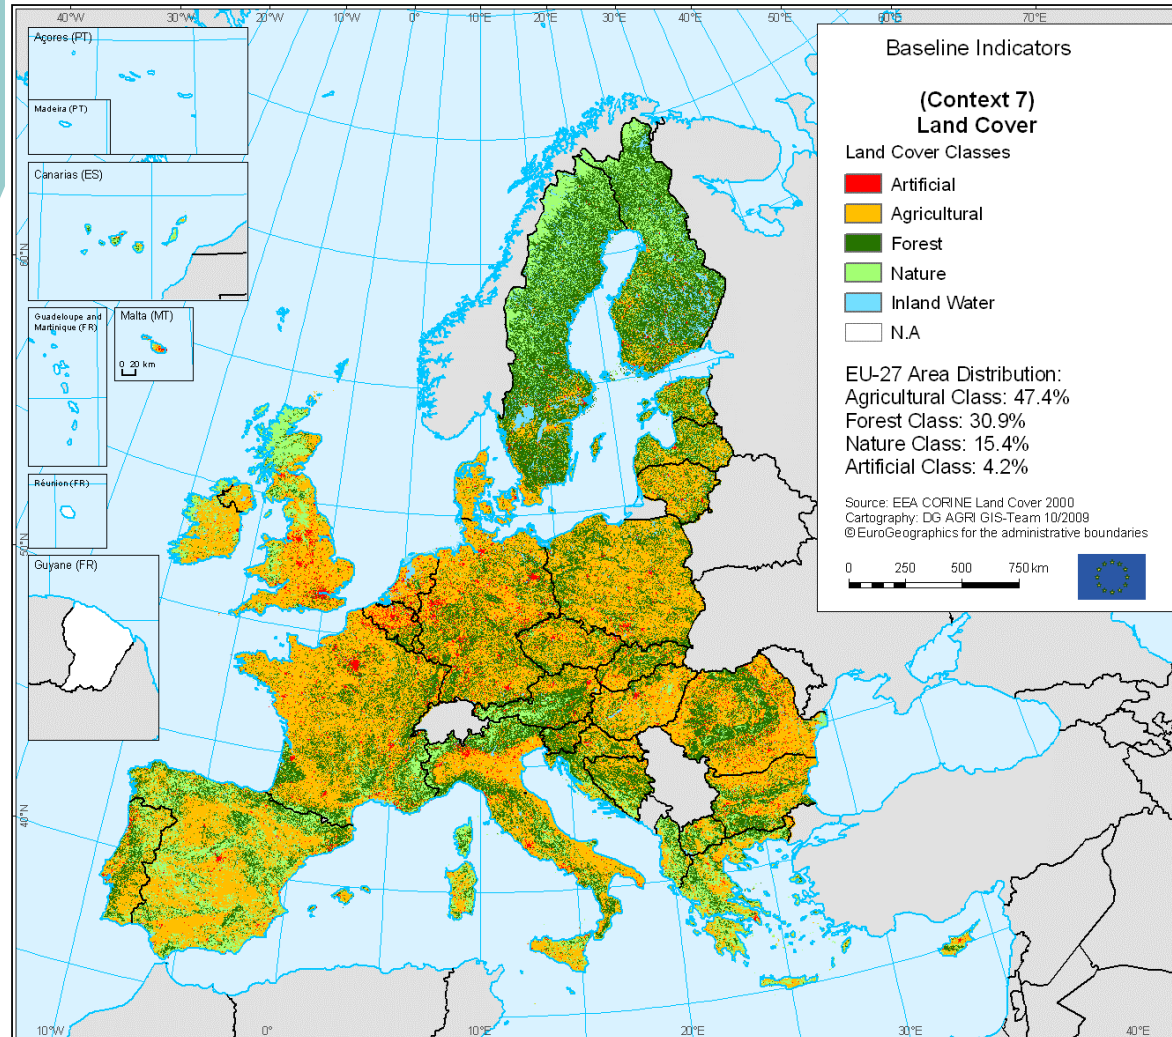 40°W
30°W
20°W
10°W
0°
10°E
20°E
30°E
40°E
50°E
60°E
70°E
Açores (PT)
Madeira (PT)
Canarias (ES)
Guadeloupe and
Martinique (FR)
Malta (MT)
0 20 km
Réunion (FR)
Guyane (FR)
60°N
50°N
40°N
Baseline Indicators
(Context 7)
Land Cover
Land Cover Classes
Artificial
Agricultural
Forest
Nature
Inland Water
N.A
EU-27 Area Distribution:
Agricultural Class: 47.4%
Forest Class: 30.9%
Nature Class: 15.4%
Artificial Class: 4.2%
Source: EEA CORINE Land Cover 2000
Cartography: DG AGRI GIS-Team 10/2009
© EuroGeographics for the administrative boundaries
0 250 500 750 km
10°W
0°
10°E
20°E
30°E
40°E